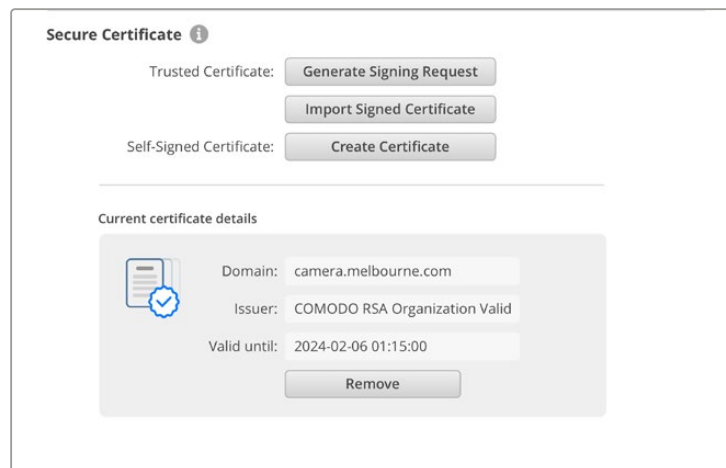 Secure Certificate
Trusted Certificate: Generate Signing Request
Import Signed Certificate
Self-Signed Certificate: Create Certificate
Current certificate details
Domain: camera.melbourne.com
Issuer: COMODO RSA Organization Valid
Valid until: 2024-02-06 01:15:00
Remove